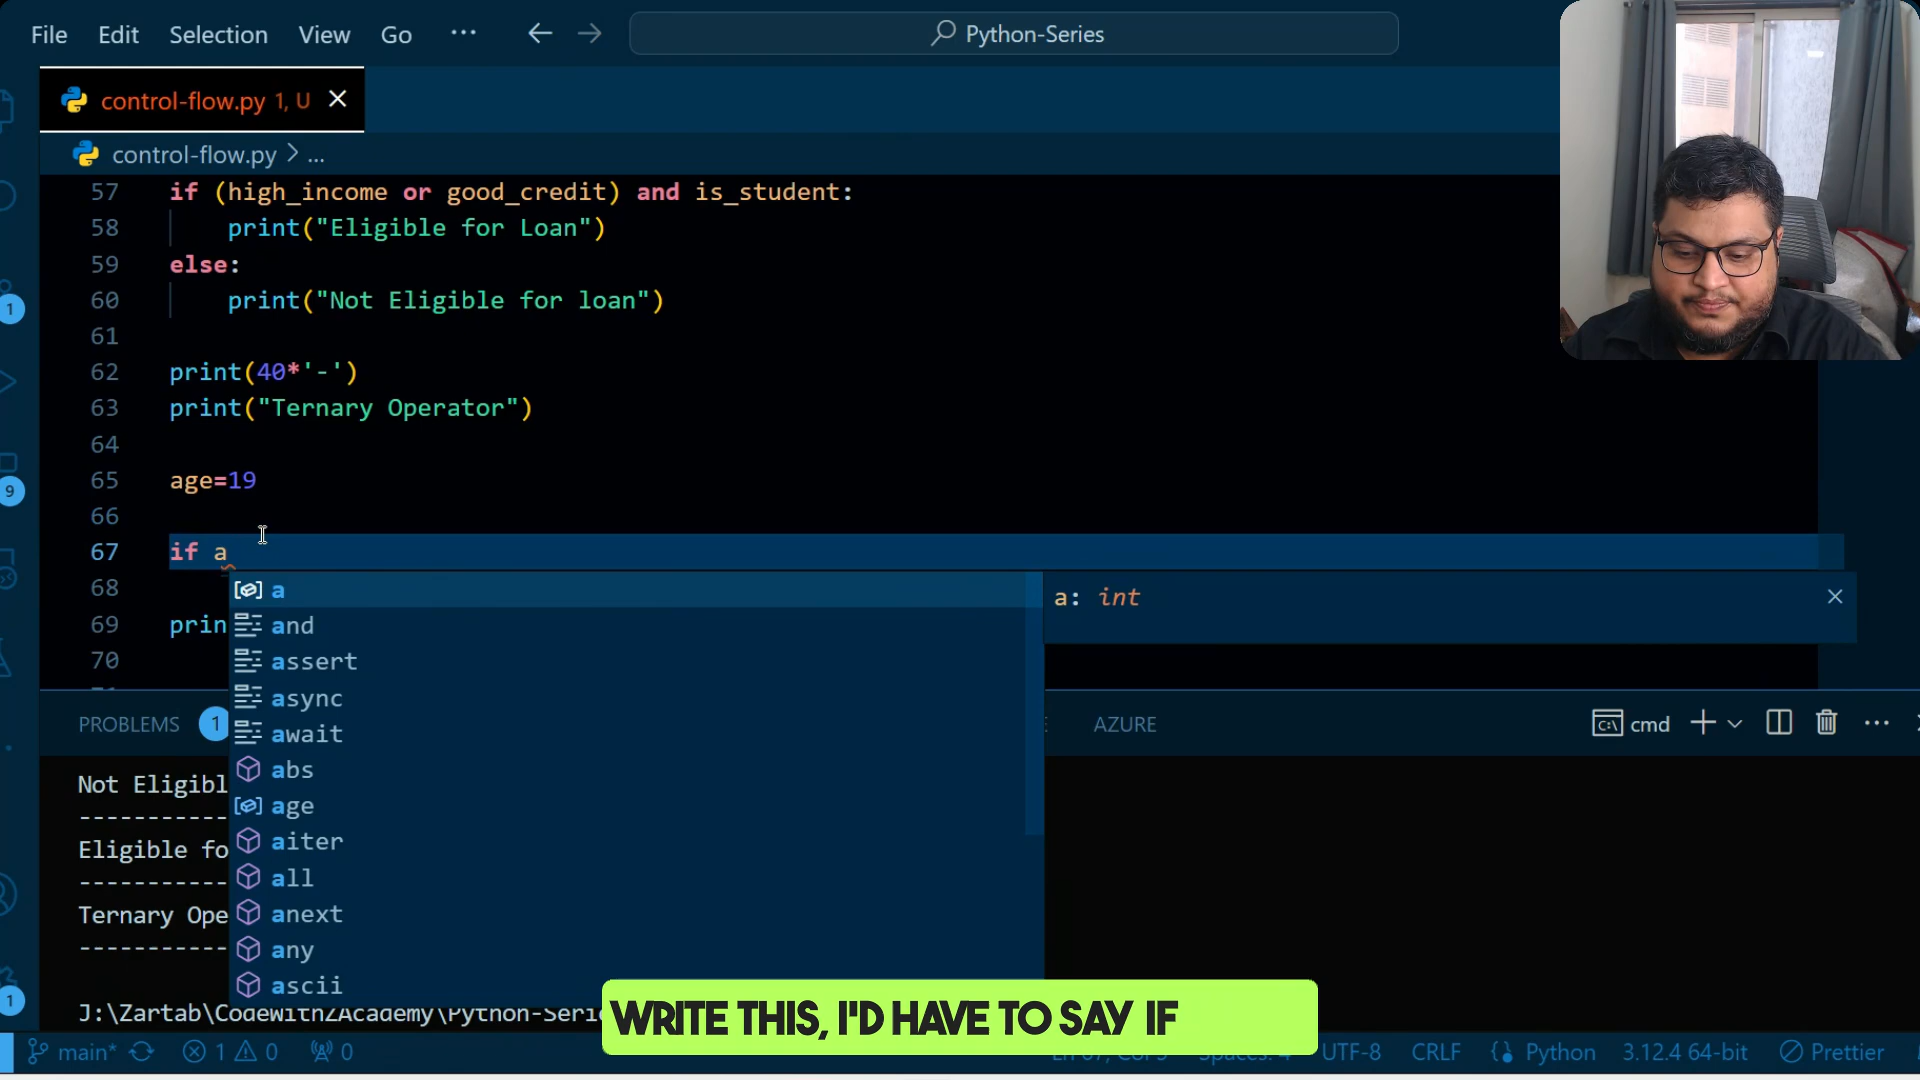 File Edit Selection View Go ... Python-Series
control-flow.py 1, U
control-flow.py > ...
57 if (high_income or good_credit) and is_student:
58 print("Eligible for Loan")
59 else:
60 print("Not Eligible for loan")
61
62 print(40*'-')
63 print("Ternary Operator")
64
65 age=19
66
67 if a
68
69 prin
70
a
and
assert
async
await
abs
age
aiter
all
anext
any
ascii
a: int
PROBLEMS 1 AZURE cmd
Not Eligibl
-----------
Eligible fo
-----------
Ternary Ope
-----------
J:\Zartab\CodeWithZAcademy\Python-Serie
WRITE THIS, I'D HAVE TO SAY IF
main* 1 0 0 UTF-8 CRLF Python 3.12.4 64-bit Prettier
1
9
1